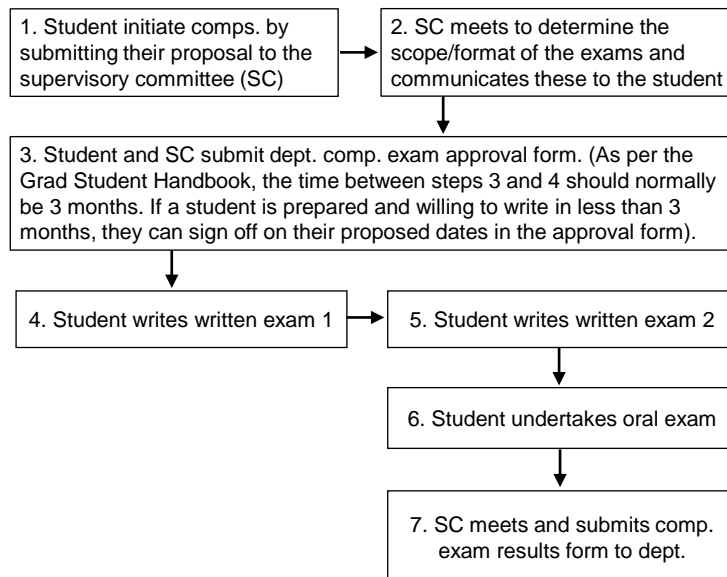 1. Student initiate comps. by
submitting their proposal to the
supervisory committee (SC)
2. SC meets to determine the
scope/format of the exams and
communicates these to the student
3. Student and SC submit dept. comp. exam approval form. (As per the
Grad Student Handbook, the time between steps 3 and 4 should normally
be 3 months. If a student is prepared and willing to write in less than 3
months, they can sign off on their proposed dates in the approval form).
4. Student writes written exam 1
5. Student writes written exam 2
6. Student undertakes oral exam
7. SC meets and submits comp.
exam results form to dept.